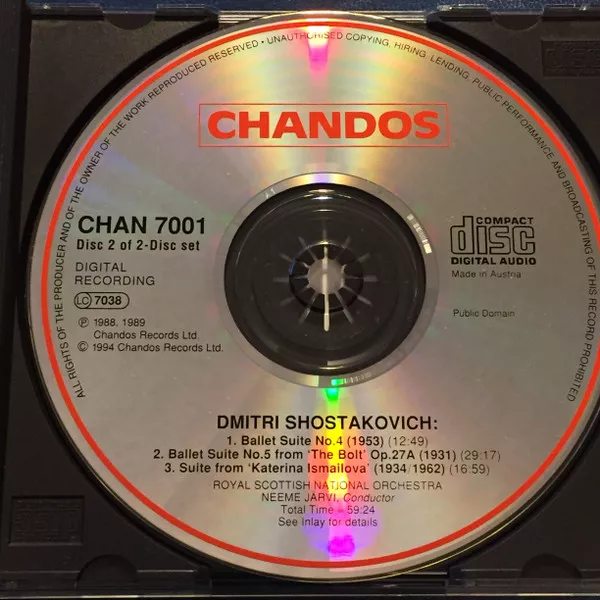 ALL RIGHTS OF THE PRODUCER AND OF THE OWNER OF THE WORK REPRODUCED RESERVED • UNAUTHORISED COPYING, HIRING, LENDING, PUBLIC PERFORMANCE AND BROADCASTING OF THIS RECORD PROHIBITED
CHANDOS
CHAN 7001
Disc 2 of 2-Disc set
DIGITAL
RECORDING
LC 7038
℗ 1988, 1989
Chandos Records Ltd.
© 1994 Chandos Records Ltd.
COMPACT
disc
DIGITAL AUDIO
Made in Austria
Public Domain
DMITRI SHOSTAKOVICH:
1. Ballet Suite No.4 (1953) (12:49)
2. Ballet Suite No.5 from 'The Bolt' Op.27A (1931) (29:17)
3. Suite from 'Katerina Ismailova' (1934/1962) (16:59)
ROYAL SCOTTISH NATIONAL ORCHESTRA
NEEME JÄRVI, Conductor
Total Time = 59:24
See Inlay for details